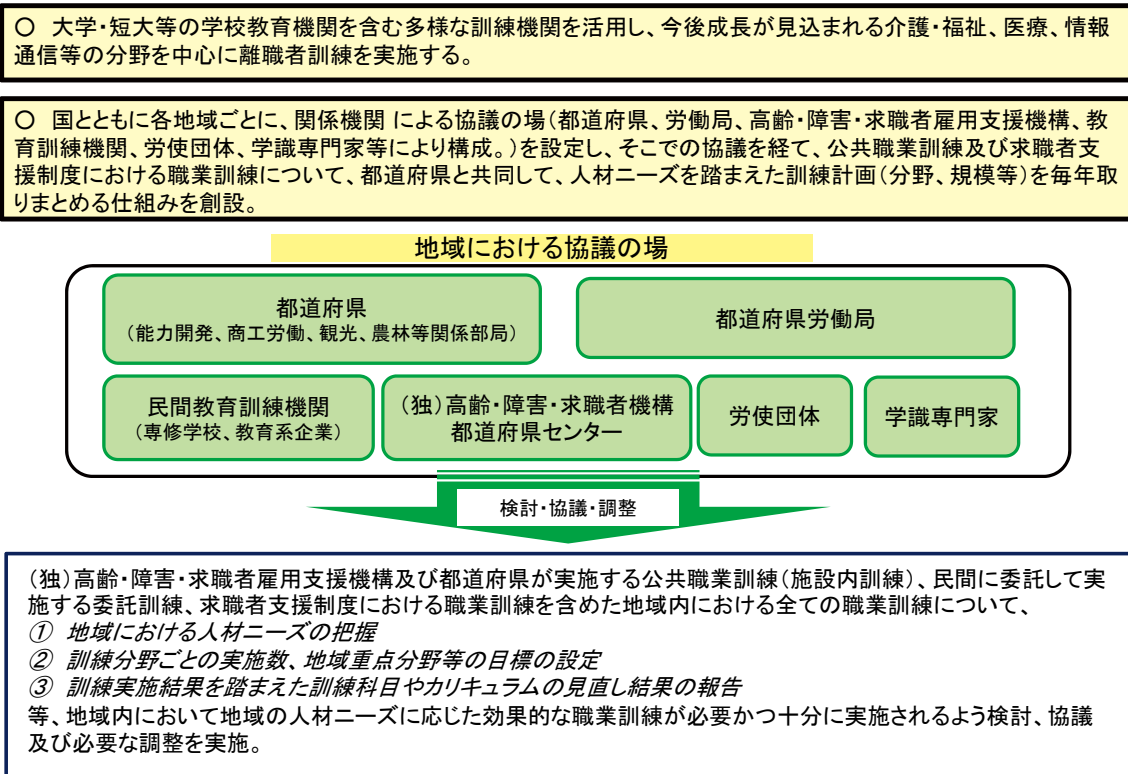 ○ 大学・短大等の学校教育機関を含む多様な訓練機関を活用し、今後成長が見込まれる介護・福祉、医療、情報
通信等の分野を中心に離職者訓練を実施する。
○ 国とともに各地域ごとに、関係機関 による協議の場（都道府県、労働局、高齢・障害・求職者雇用支援機構、教
育訓練機関、労使団体、学識専門家等により構成。）を設定し、そこでの協議を経て、公共職業訓練及び求職者支
援制度における職業訓練について、都道府県と共同して、人材ニーズを踏まえた訓練計画（分野、規模等）を毎年取
りまとめる仕組みを創設。
地域における協議の場
都道府県
（能力開発、商工労働、観光、農林等関係部局）
都道府県労働局
民間教育訓練機関
（専修学校、教育系企業）
（独）高齢・障害・求職者機構
都道府県センター
労使団体
学識専門家
検討・協議・調整
（独）高齢・障害・求職者雇用支援機構及び都道府県が実施する公共職業訓練（施設内訓練）、民間に委託して実
施する委託訓練、求職者支援制度における職業訓練を含めた地域内における全ての職業訓練について、
① 地域における人材ニーズの把握
② 訓練分野ごとの実施数、地域重点分野等の目標の設定
③ 訓練実施結果を踏まえた訓練科目やカリキュラムの見直し結果の報告
等、地域内において地域の人材ニーズに応じた効果的な職業訓練が必要かつ十分に実施されるよう検討、協議
及び必要な調整を実施。